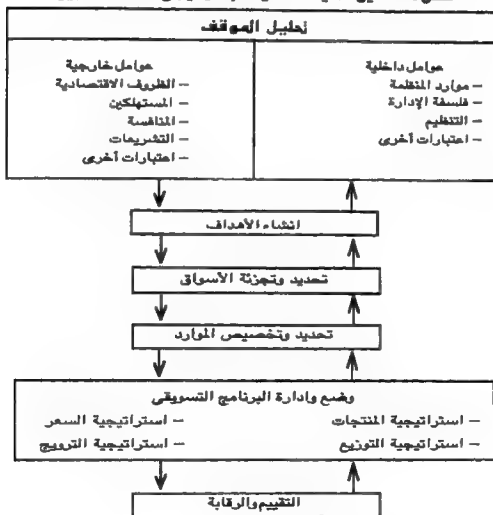 تحليل الموقف
عوامل داخلية
– موارد المنظمة
– فلسفة الإدارة
– التنظيم
– اعتبارات أخرى
عوامل خارجية
– الظروف الاقتصادية
– المستهلكين
– المنافسة
– التشريعات
– اعتبارات أخرى
انشاء الأهداف
تحديد وتجزئة الأسواق
تحديد وتخصيص الموارد
وضع وإدارة البرنامج التسويقى
– استراتيجية المنتجات
– استراتيجية السعر
– استراتيجية التوزيع
– استراتيجية الترويج
التقييم والرقابة